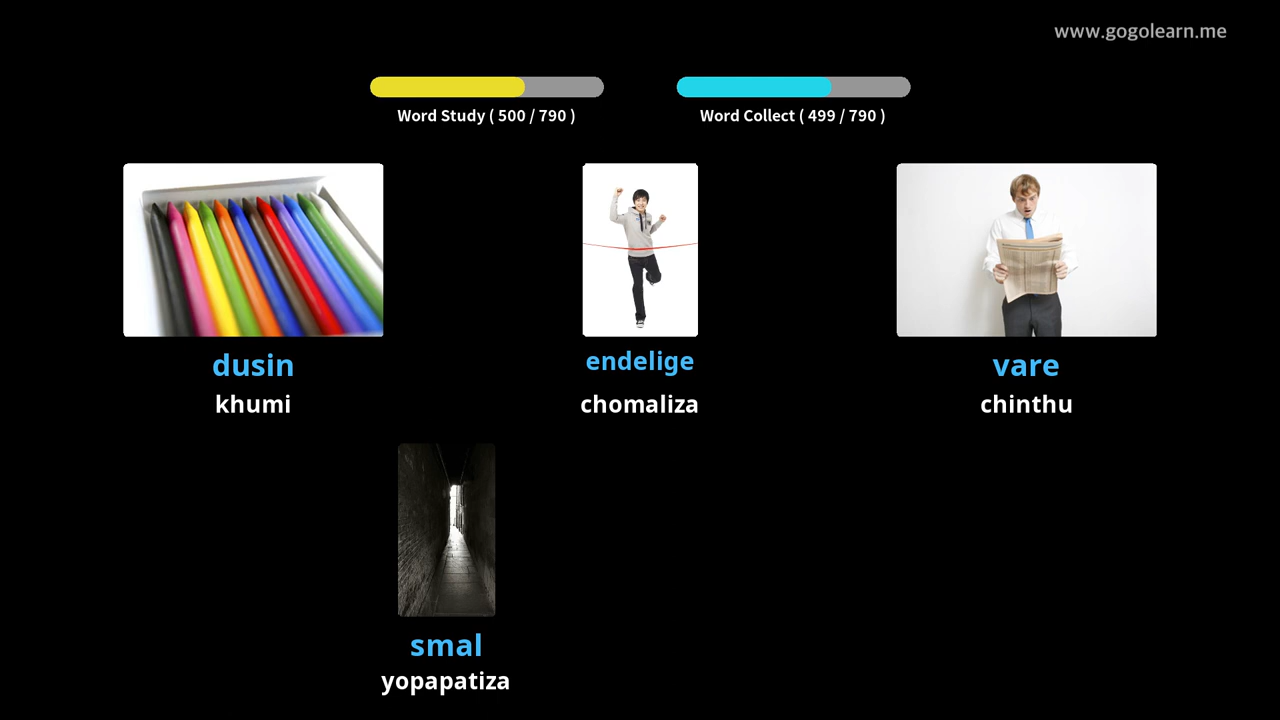 www.gogolearn.me
Word Study ( 500 / 790 )
Word Collect ( 499 / 790 )
dusin
khumi
endelige
chomaliza
vare
chinthu
smal
yopapatiza